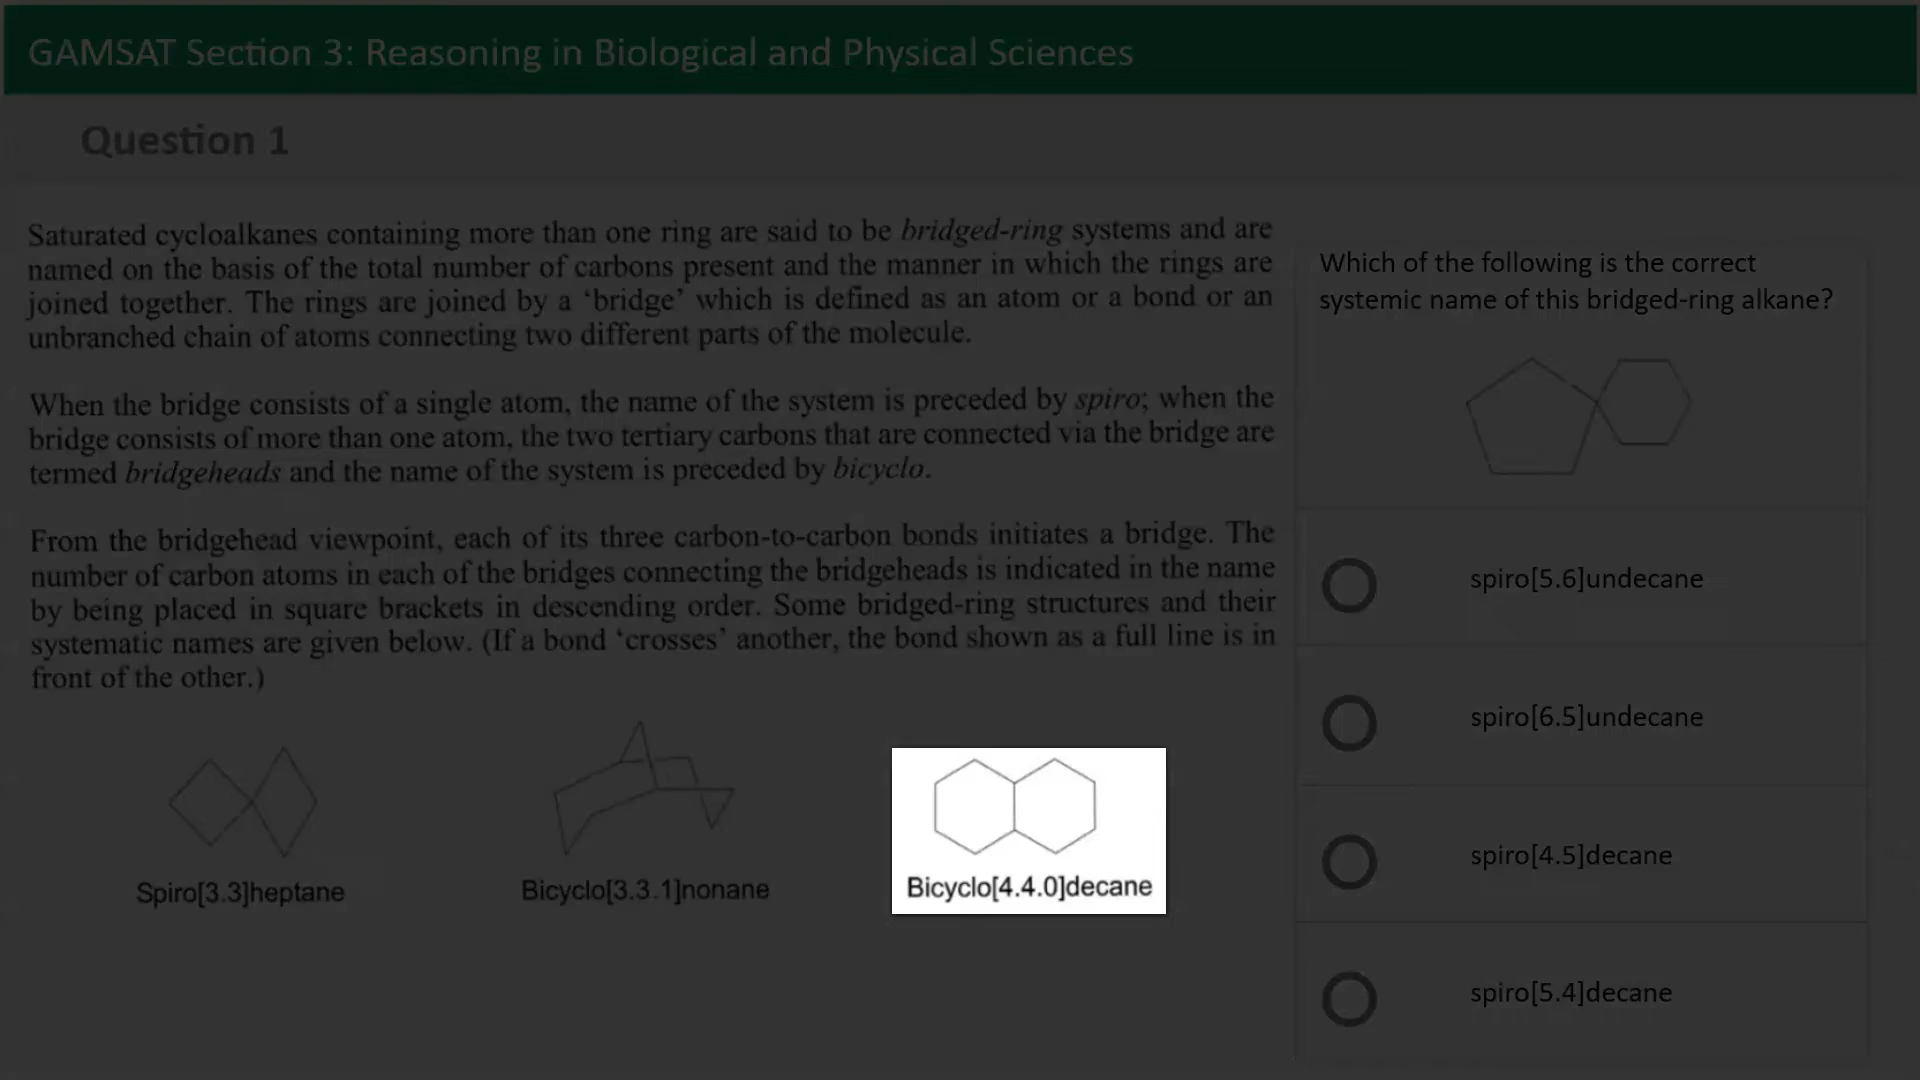 GAMSAT Section 3: Reasoning in Biological and Physical Sciences
Question 1
Saturated cycloalkanes containing more than one ring are said to be bridged-ring systems and are
named on the basis of the total number of carbons present and the manner in which the rings are
joined together. The rings are joined by a ‘bridge’ which is defined as an atom or a bond or an
unbranched chain of atoms connecting two different parts of the molecule.
When the bridge consists of a single atom, the name of the system is preceded by spiro; when the
bridge consists of more than one atom, the two tertiary carbons that are connected via the bridge are
termed bridgeheads and the name of the system is preceded by bicyclo.
From the bridgehead viewpoint, each of its three carbon-to-carbon bonds initiates a bridge. The
number of carbon atoms in each of the bridges connecting the bridgeheads is indicated in the name
by being placed in square brackets in descending order. Some bridged-ring structures and their
systematic names are given below. (If a bond ‘crosses’ another, the bond shown as a full line is in
front of the other.)
Spiro[3.3]heptane
Bicyclo[3.3.1]nonane
Bicyclo[4.4.0]decane
Which of the following is the correct
systemic name of this bridged-ring alkane?
spiro[5.6]undecane
spiro[6.5]undecane
spiro[4.5]decane
spiro[5.4]decane